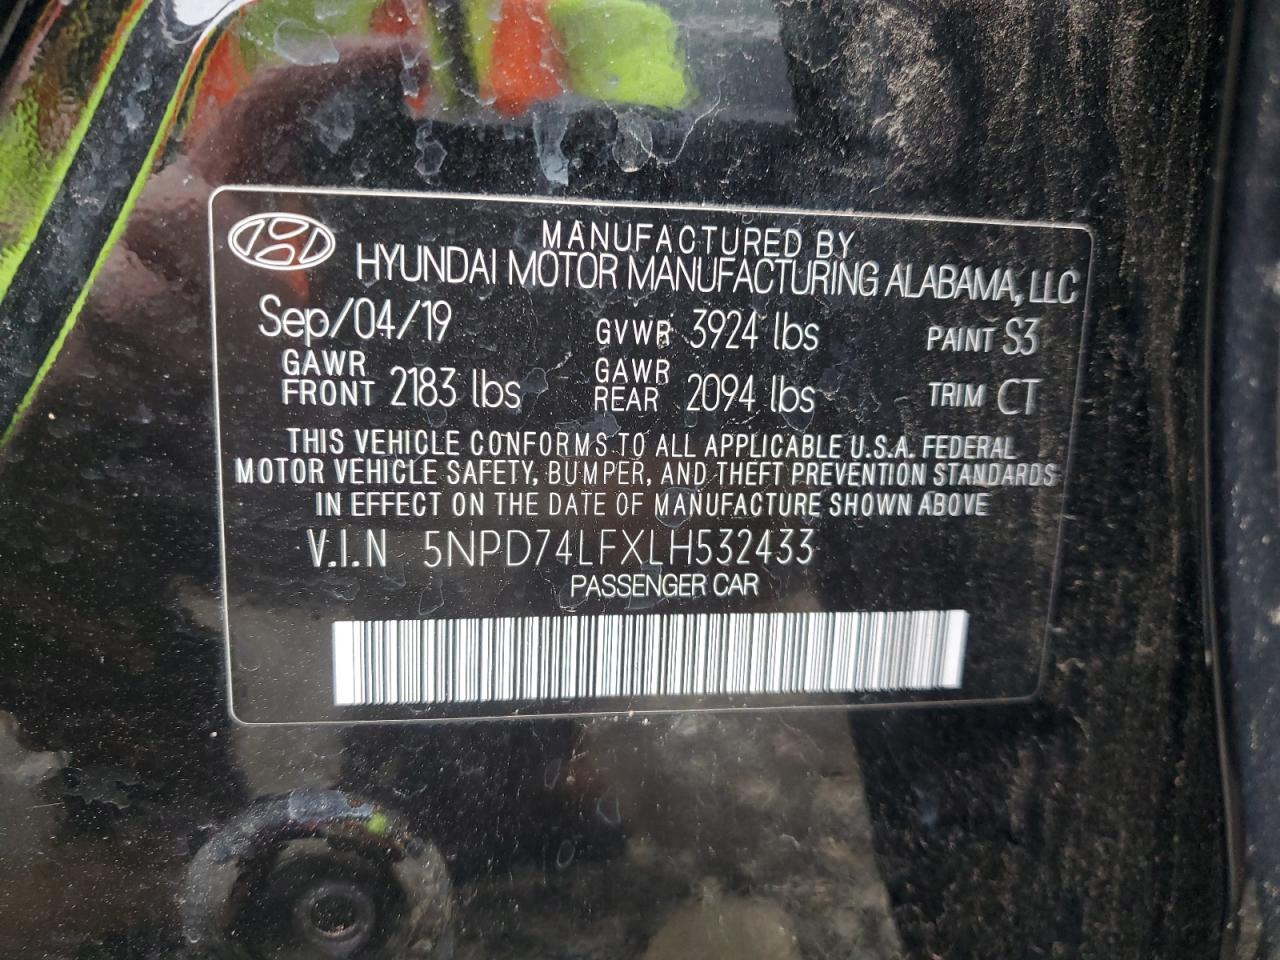 MANUFACTURED BY
HYUNDAI MOTOR MANUFACTURING ALABAMA, LLC
Sep/04/19 GVWR 3924 lbs PAINT S3
GAWR FRONT 2183 lbs GAWR REAR 2094 lbs TRIM CT
THIS VEHICLE CONFORMS TO ALL APPLICABLE U.S.A. FEDERAL
MOTOR VEHICLE SAFETY, BUMPER, AND THEFT PREVENTION STANDARDS
IN EFFECT ON THE DATE OF MANUFACTURE SHOWN ABOVE
V.I.N 5NPD74LFXLH532433
PASSENGER CAR